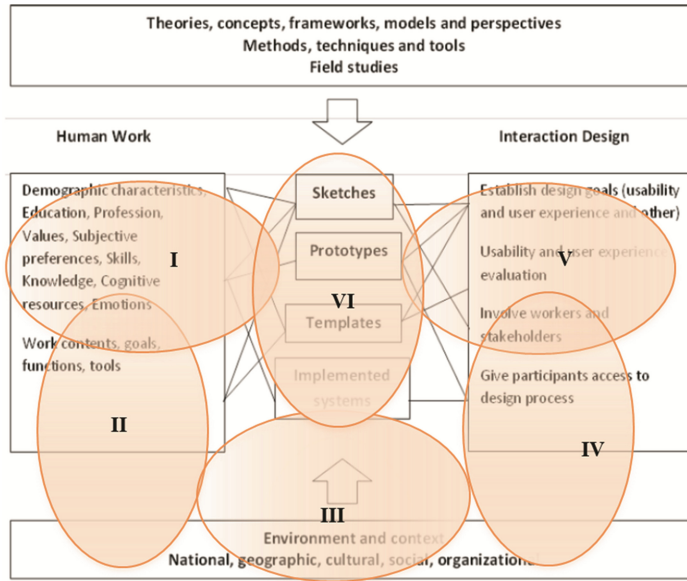 Theories, concepts, frameworks, models and perspectives
Methods, techniques and tools
Field studies
Human Work
Interaction Design
Demographic characteristics,
Education, Profession,
Values, Subjective
preferences, Skills,
Knowledge, Cognitive
resources, Emotions
Work contents, goals,
functions, tools
I
II
Sketches
Prototypes
VI
Templates
Implemented
systems
Establish design goals (usability
and user experience and other)
Usability and user experience
evaluation
V
Involve workers and
stakeholders
Give participants access to
design process
IV
III
Environment and context
National, geographic, cultural, social, organizational